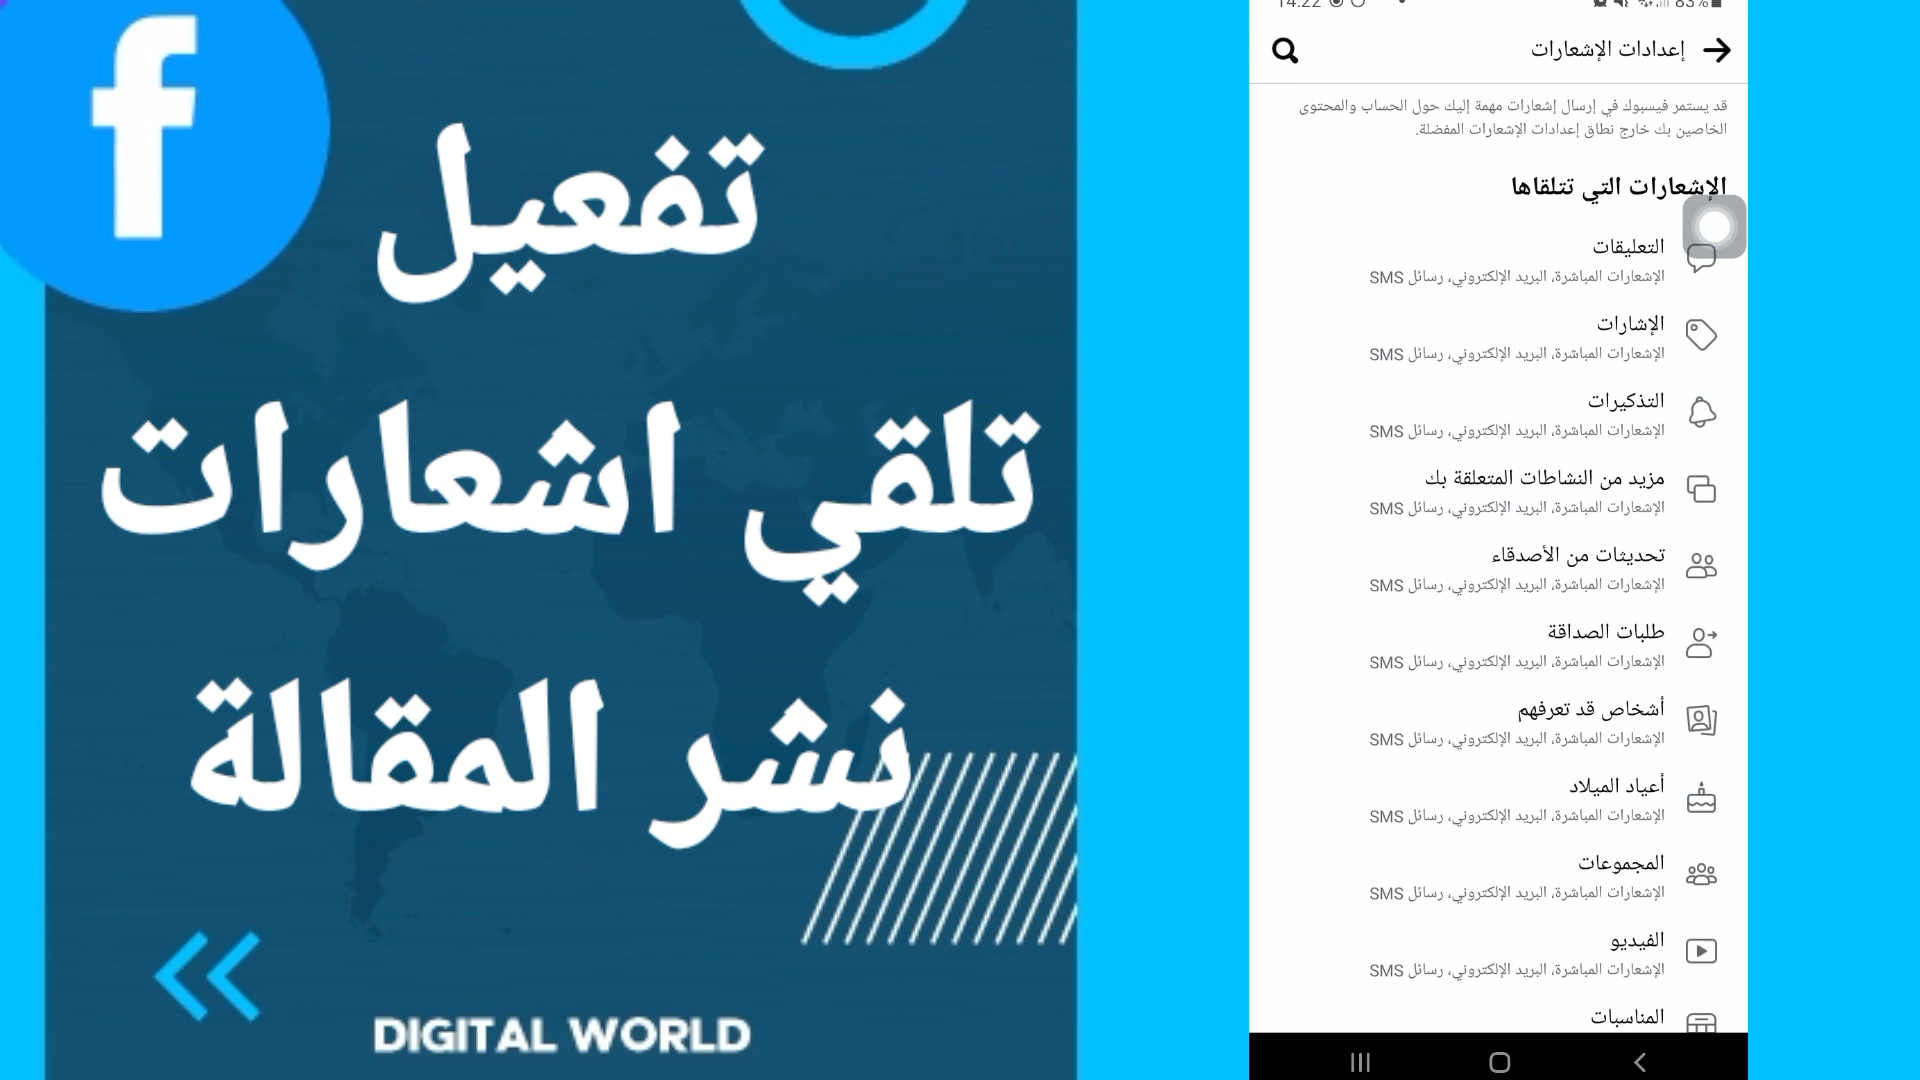 f
تفعيل
تلقي اشعارات
نشر المقالة
DIGITAL WORLD
83%
إعدادات الإشعارات
قد يستمر فيسبوك في إرسال إشعارات مهمة إليك حول الحساب والمحتوى
الخاصين بك خارج نطاق إعدادات الإشعارات المفضلة.
الإشعارات التي تتلقاها
التعليقات
الإشعارات المباشرة، البريد الإلكتروني، رسائل SMS
الإشارات
الإشعارات المباشرة، البريد الإلكتروني، رسائل SMS
التذكيرات
الإشعارات المباشرة، البريد الإلكتروني، رسائل SMS
مزيد من النشاطات المتعلقة بك
الإشعارات المباشرة، البريد الإلكتروني، رسائل SMS
تحديثات من الأصدقاء
الإشعارات المباشرة، البريد الإلكتروني، رسائل SMS
طلبات الصداقة
الإشعارات المباشرة، البريد الإلكتروني، رسائل SMS
أشخاص قد تعرفهم
الإشعارات المباشرة، البريد الإلكتروني، رسائل SMS
أعياد الميلاد
الإشعارات المباشرة، البريد الإلكتروني، رسائل SMS
المجموعات
الإشعارات المباشرة، البريد الإلكتروني، رسائل SMS
الفيديو
الإشعارات المباشرة، البريد الإلكتروني، رسائل SMS
المناسبات